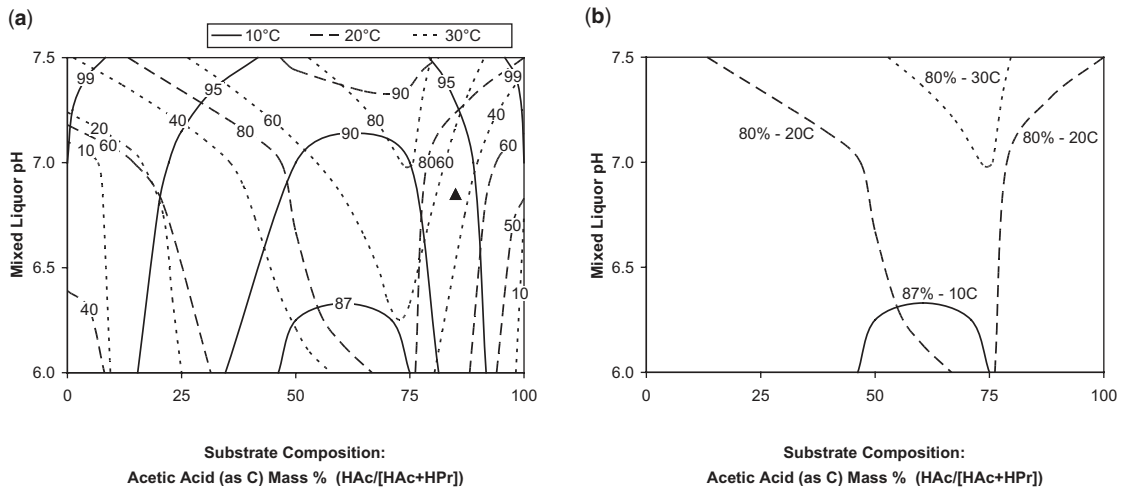 (a)
10°C 20°C 30°C
7.5
7.0
6.5
6.0
Mixed Liquor pH
99
95
90
95
99
40
60
80
40
20
80
90
60
10
60
80 60
50
87
40
10
0 25 50 75 100
Substrate Composition:
Acetic Acid (as C) Mass % (HAc/[HAc+HPr])
(b)
7.5
7.0
6.5
6.0
Mixed Liquor pH
80% - 30C
80% - 20C
80% - 20C
87% - 10C
0 25 50 75 100
Substrate Composition:
Acetic Acid (as C) Mass % (HAc/[HAc+HPr])